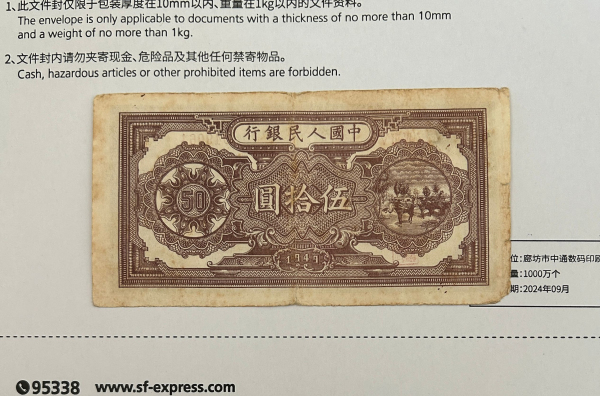 1、此文件封仅限于包装厚度在10mm以内、重量在1kg以内的文件资料。
The envelope is only applicable to documents with a thickness of no more than 10mm
and a weight of no more than 1kg.
2、文件封内请勿夹寄现金、危险品及其他任何禁寄物品。
Cash, hazardous articles or other prohibited items are forbidden.
行銀民人國中
50
圓拾伍
1949
位:廊坊市中通数码印刷
量:1000万个
期:2024年09月
95338 www.sf-express.com